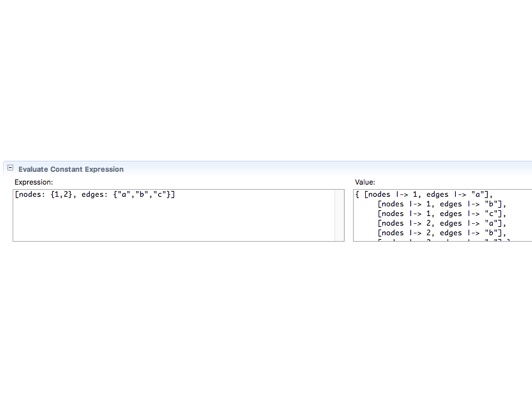 Evaluate Constant Expression
Expression:
[nodes: {1,2}, edges: {"a","b","c"}]
Value:
{ [nodes |-> 1, edges |-> "a"],
[nodes |-> 1, edges |-> "b"],
[nodes |-> 1, edges |-> "c"],
[nodes |-> 2, edges |-> "a"],
[nodes |-> 2, edges |-> "b"],